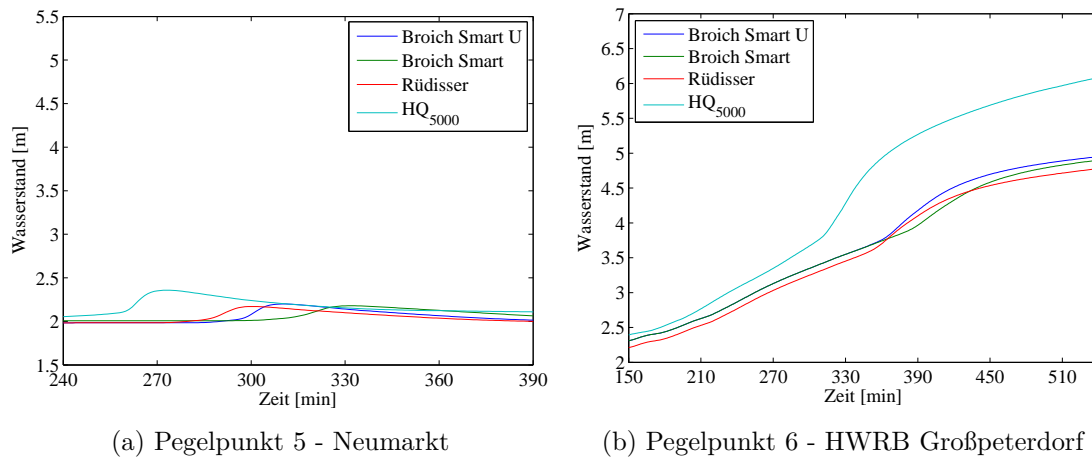 5.5
5
4.5
4
3.5
3
2.5
2
1.5
Wasserstand [m]
240 270 300 330 360 390
Zeit [min]
Broich Smart U
Broich Smart
Rüdisser
HQ5000
(a) Pegelpunkt 5 - Neumarkt
7
6.5
6
5.5
5
4.5
4
3.5
3
2.5
2
Wasserstand [m]
150 210 270 330 390 450 510
Zeit [min]
Broich Smart U
Broich Smart
Rüdisser
HQ5000
(b) Pegelpunkt 6 - HWRB Großpeterdorf